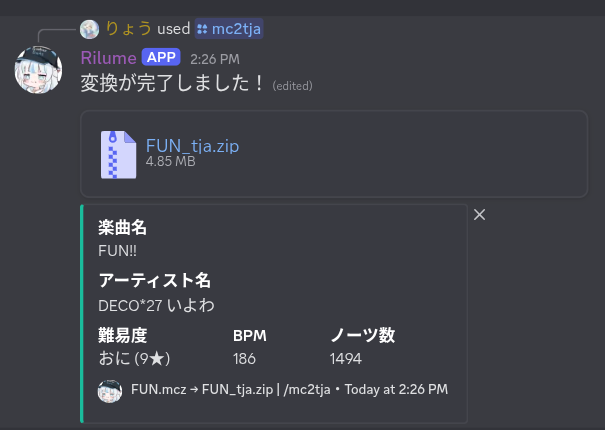 りょう used mc2tja
Rilume APP 2:26 PM
変換が完了しました！ (edited)
FUN_tja.zip
4.85 MB
楽曲名
FUN!!
アーティスト名
DECO*27 いよわ
難易度 BPM ノーツ数
おに (9★) 186 1494
FUN.mcz → FUN_tja.zip | /mc2tja • Today at 2:26 PM